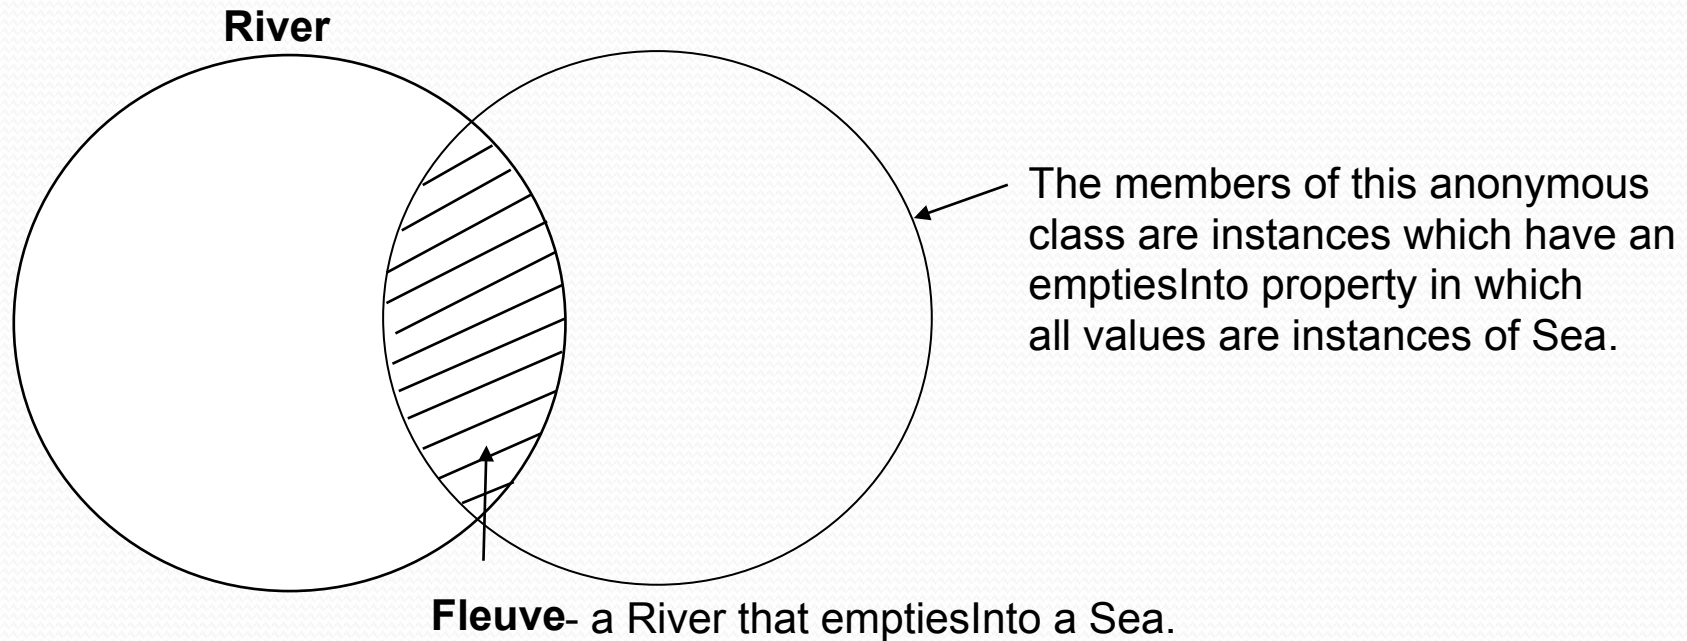 River
The members of this anonymous
class are instances which have an
emptiesInto property in which
all values are instances of Sea.
Fleuve- a River that emptiesInto a Sea.